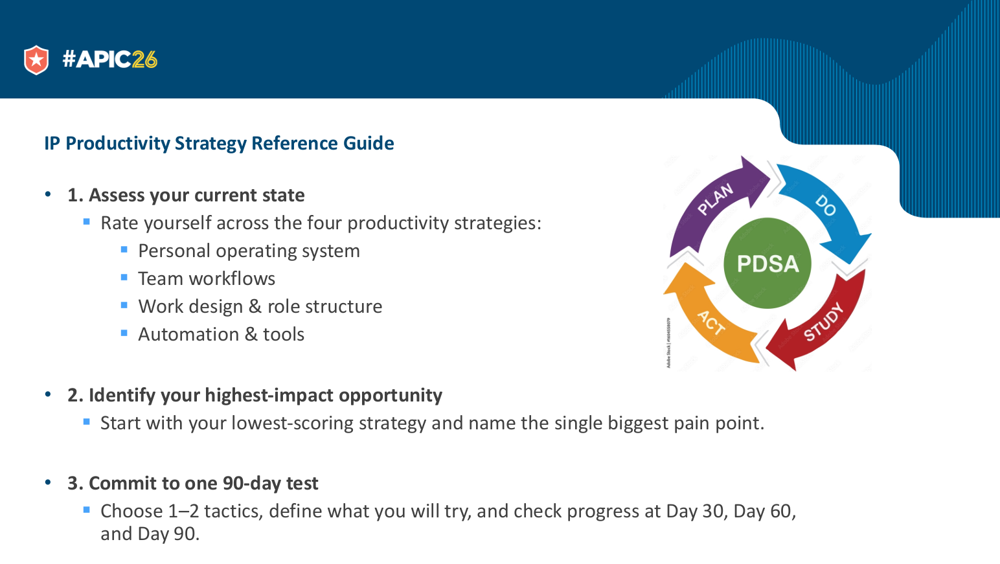 #APIC26
IP Productivity Strategy Reference Guide
• 1. Assess your current state
▪ Rate yourself across the four productivity strategies:
▪ Personal operating system
▪ Team workflows
▪ Work design & role structure
▪ Automation & tools
• 2. Identify your highest-impact opportunity
▪ Start with your lowest-scoring strategy and name the single biggest pain point.
• 3. Commit to one 90-day test
▪ Choose 1–2 tactics, define what you will try, and check progress at Day 30, Day 60,
and Day 90.
PLAN
DO
PDSA
STUDY
ACT